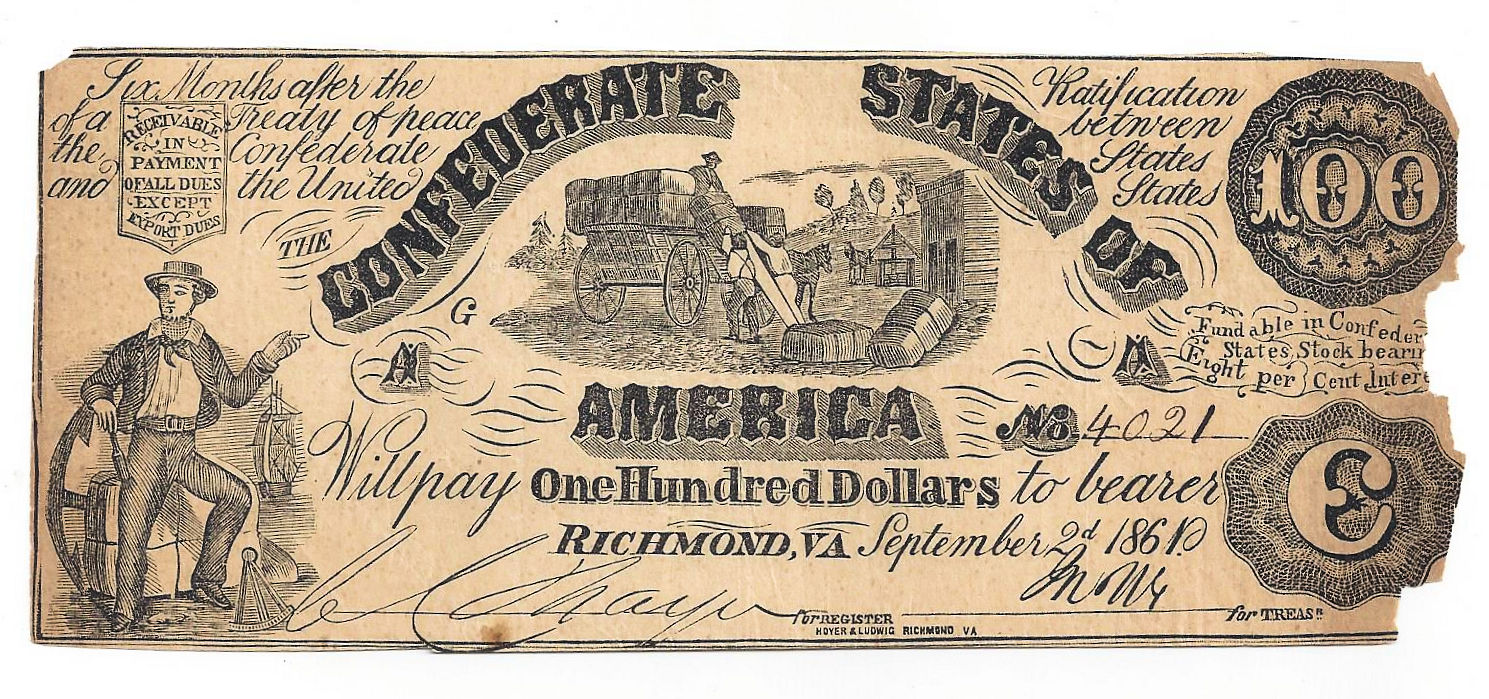 Six Months after the Ratification
of a Treaty of peace between
the Confederate States
and the United States
RECEIVABLE
IN
PAYMENT
OF ALL DUES
EXCEPT
EXPORT DUES
THE
CONFEDERATE STATES OF
AMERICA
100
G
A
A
Fundable in Confeder
States, Stock bearin
Eight per Cent Intere
No 4021
Will pay One Hundred Dollars to bearer
RICHMOND, VA September 2d 1861
C
for REGISTER
for TREASR
HOYER & LUDWIG RICHMOND VA